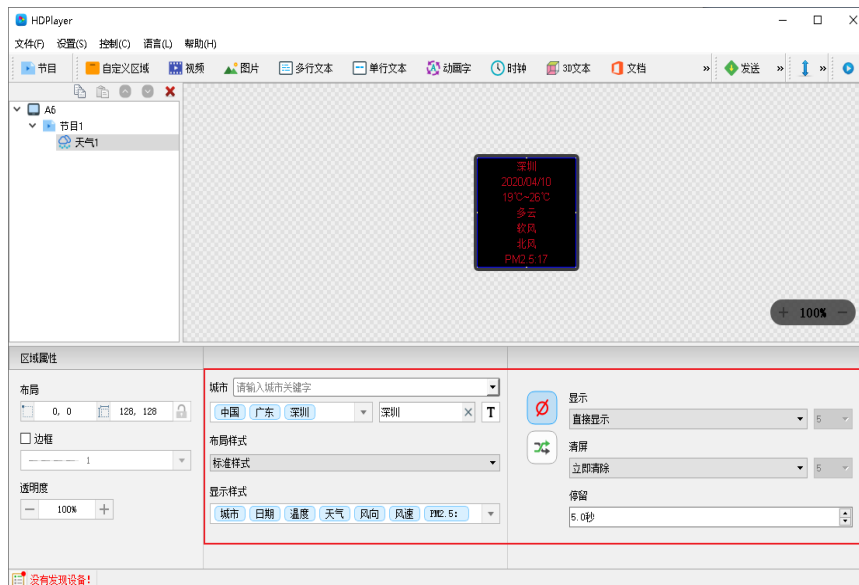 HDPlayer
文件(F) 设置(S) 控制(C) 语言(L) 帮助(H)
节目 自定义区域 视频 图片 多行文本 单行文本 动画字 时钟 3D文本 文档 » 发送 » »
A6
节目1
天气1
深圳
2020/04/10
19℃~26℃
多云
软风
北风
PM2.5:17
+ 100% −
区域属性
布局
0, 0 128, 128
边框
1
透明度
100%
城市 请输入城市关键字
中国 广东 深圳 深圳 T
布局样式
标准样式
显示样式
城市 日期 温度 天气 风向 风速 PM2.5:
显示
直接显示 5
清屏
立即清除 5
停留
5.0秒
没有发现设备!